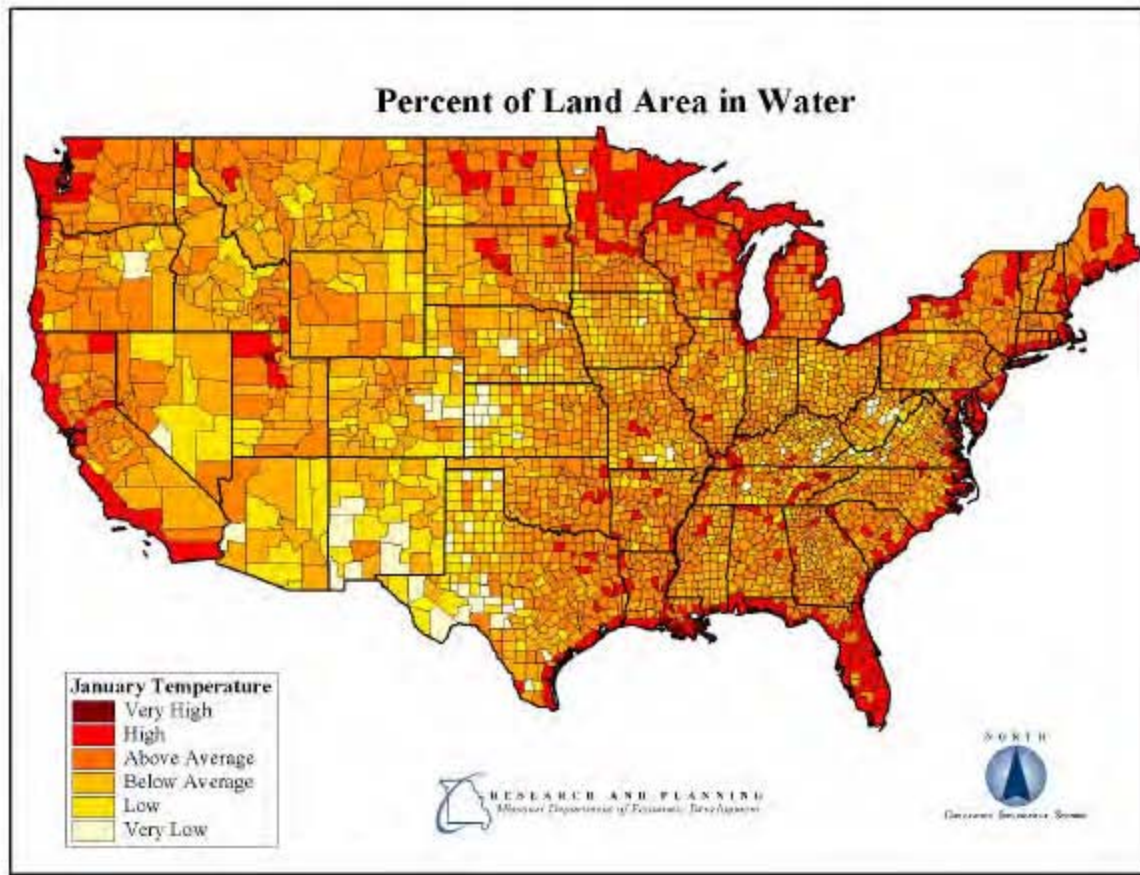 Percent of Land Area in Water
January Temperature
Very High
High
Above Average
Below Average
Low
Very Low
RESEARCH AND PLANNING
Missouri Department of Economic Development
NORTH